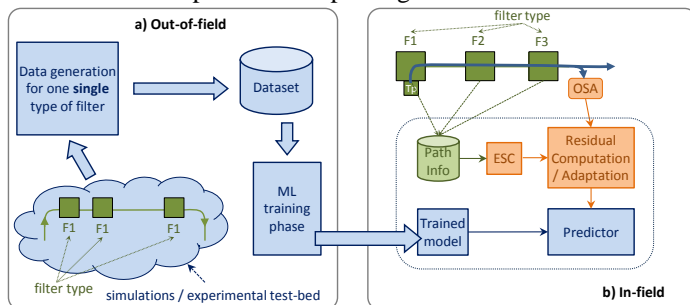 filter type
a) Out-of-field
F1
F2
F3
Data generation
for one single
type of filter
Dataset
Tp
OSA
Path
Info
ESC
Residual
Computation
/ Adaptation
ML
training
phase
F1
F1
F1
Trained
model
Predictor
filter type
simulations / experimental test-bed
b) In-field